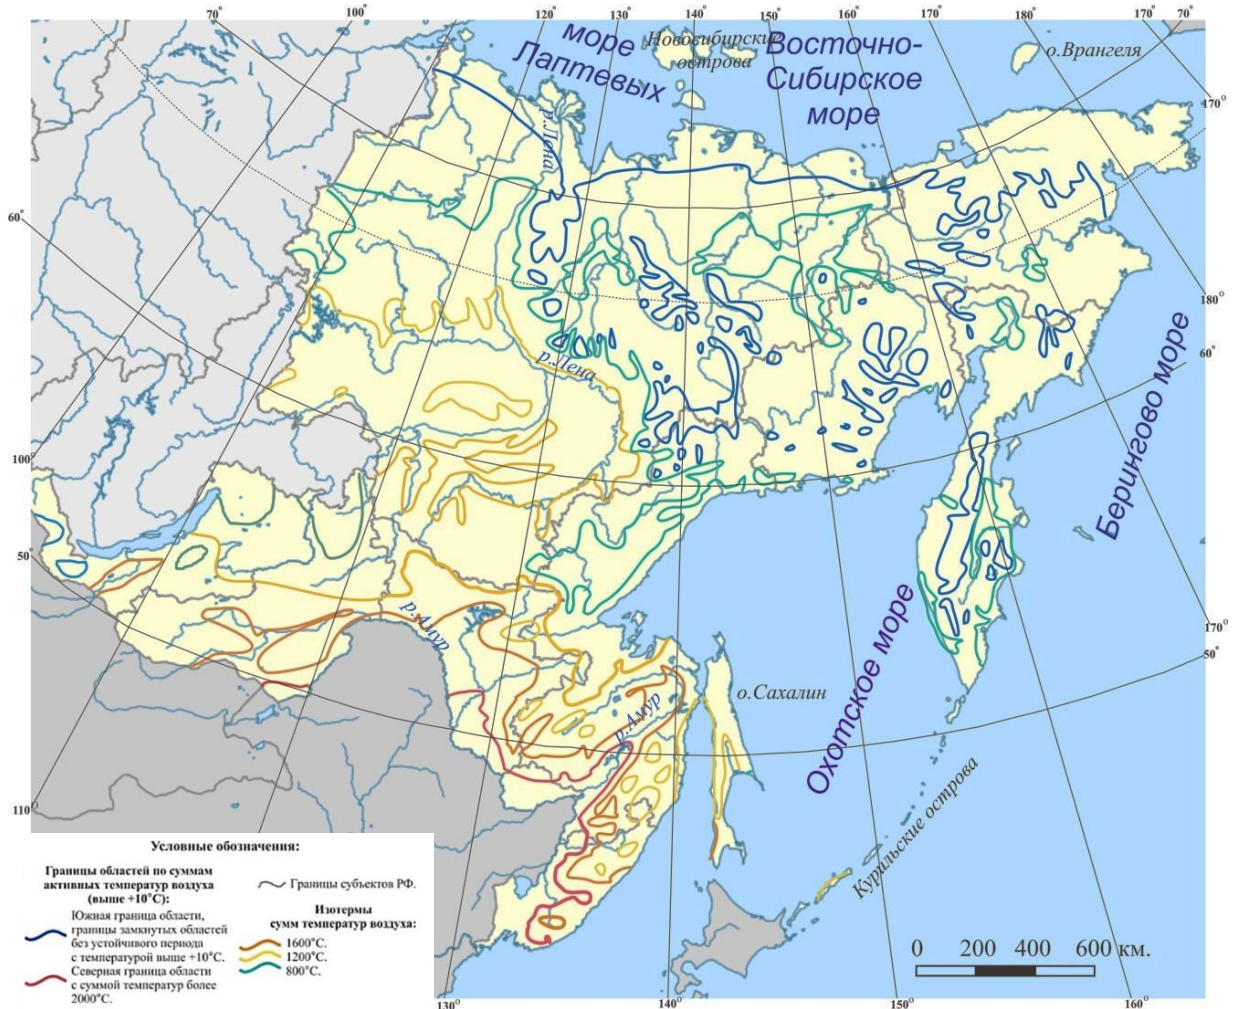 70°
100°
120°
130°
140°
150°
160°
170°
180°
170
70°
море
Лаптевых
Новосибирские
острова
Восточно-
Сибирское
море
о.Врангеля
170°
р.Лена
60°
180°
60°
р.Лена
Берингово море
100°
50°
р.Амур
Охотское море
170°
50°
о.Сахалин
р.Амур
Курильские острова
110°
Условные обозначения:
Границы областей по суммам
активных температур воздуха
(выше +10°С):
Южная граница области,
границы замкнутых областей
без устойчивого периода
с температурой выше +10°С.
Северная граница области
с суммой температур более
2000°С.
Границы субъектов РФ.
Изотермы
сумм температур воздуха:
1600°С.
1200°С.
800°С.
0 200 400 600 км.
130°
140°
150°
160°